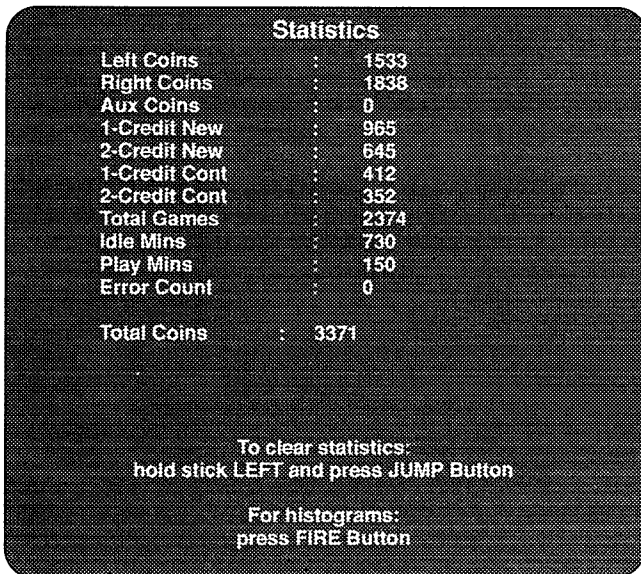 Statistics
Left Coins : 1533
Right Coins : 1838
Aux Coins : 0
1-Credit New : 965
2-Credit New : 645
1-Credit Cont : 412
2-Credit Cont : 352
Total Games : 2374
Idle Mins : 730
Play Mins : 150
Error Count : 0
Total Coins : 3371
To clear statistics:
hold stick LEFT and press JUMP Button
For histograms:
press FIRE Button